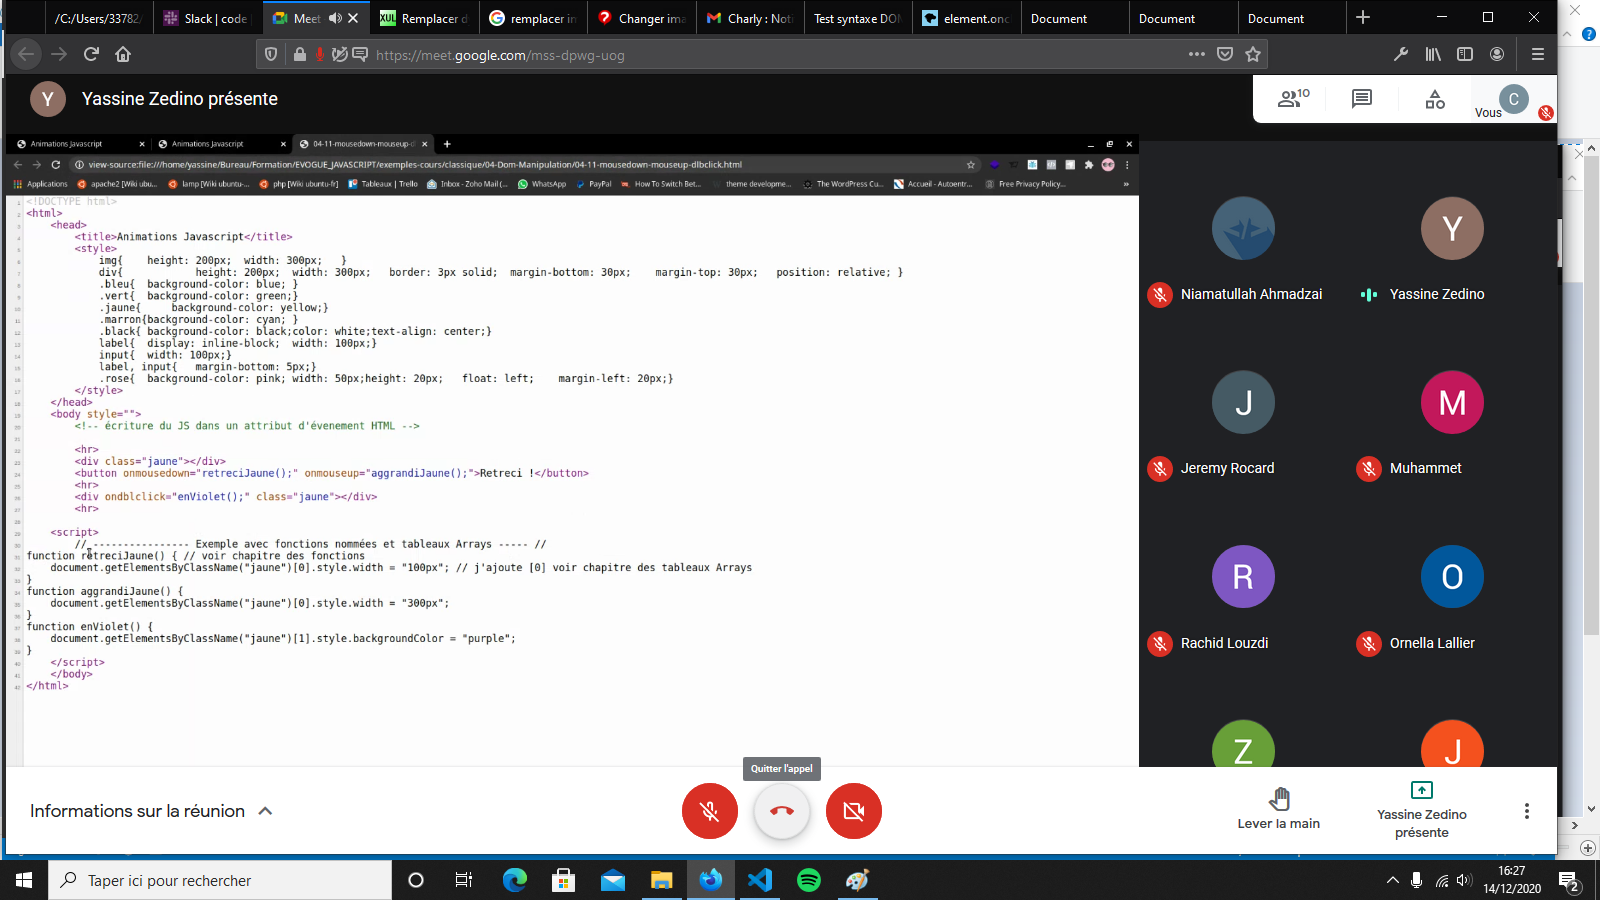 /C:/Users/33782/
Slack | code
Meet
Remplacer d
remplacer in
Changer ima
Charly : Not
Test syntaxe DO
element.onc
Document
Document
Document
https://meet.google.com/mss-dpwg-uog
Y
Yassine Zedino présente
10
Vous
C
Animations Javascript
Animations Javascript
04-11-mousedown-mouseup-d
view-source:file:///home/yassine/Bureau/Formation/EVOGUE_JAVASCRIPT/exemples-cours/classique/04-Dom-Manipulation/04-11-mousedown-mouseup-dlbclick.html
Applications
apache2 [Wiki ubu...
lamp [Wiki ubuntu-...
php [Wiki ubuntu-fr]
Tableaux | Trello
Inbox - Zoho Mail (...
WhatsApp
PayPal
How To Switch Bet...
theme developme...
The WordPress Cu...
Accueil - Autoentr...
Free Privacy Policy...
<!DOCTYPE html>
<html>
<head>
<title>Animations Javascript</title>
<style>
img{ height: 200px; width: 300px; }
div{ height: 200px; width: 300px; border: 3px solid; margin-bottom: 30px; margin-top: 30px; position: relative; }
.bleu{ background-color: blue; }
.vert{ background-color: green;}
.jaune{ background-color: yellow;}
.marron{background-color: cyan; }
.black{ background-color: black;color: white;text-align: center;}
label{ display: inline-block; width: 100px;}
input{ width: 100px;}
label, input{ margin-bottom: 5px;}
.rose{ background-color: pink; width: 50px;height: 20px; float: left; margin-left: 20px;}
</style>
</head>
<body style="">
<!-- écriture du JS dans un attribut d'évenement HTML -->
<hr>
<div class="jaune"></div>
<button onmousedown="retreciJaune();" onmouseup="aggrandiJaune();">Retreci !</button>
<hr>
<div ondblclick="enViolet();" class="jaune"></div>
<hr>
<script>
// ---------------- Exemple avec fonctions nommées et tableaux Arrays ----- //
function retreciJaune() { // voir chapitre des fonctions
document.getElementsByClassName("jaune")[0].style.width = "100px"; // j'ajoute [0] voir chapitre des tableaux Arrays
}
function aggrandiJaune() {
document.getElementsByClassName("jaune")[0].style.width = "300px";
}
function enViolet() {
document.getElementsByClassName("jaune")[1].style.backgroundColor = "purple";
}
</script>
</body>
</html>
Niamatullah Ahmadzai
Y
Yassine Zedino
J
Jeremy Rocard
M
Muhammet
R
Rachid Louzdi
O
Ornella Lallier
Z
J
Quitter l'appel
Informations sur la réunion
Lever la main
Yassine Zedino
présente
Taper ici pour rechercher
16:27
14/12/2020
2